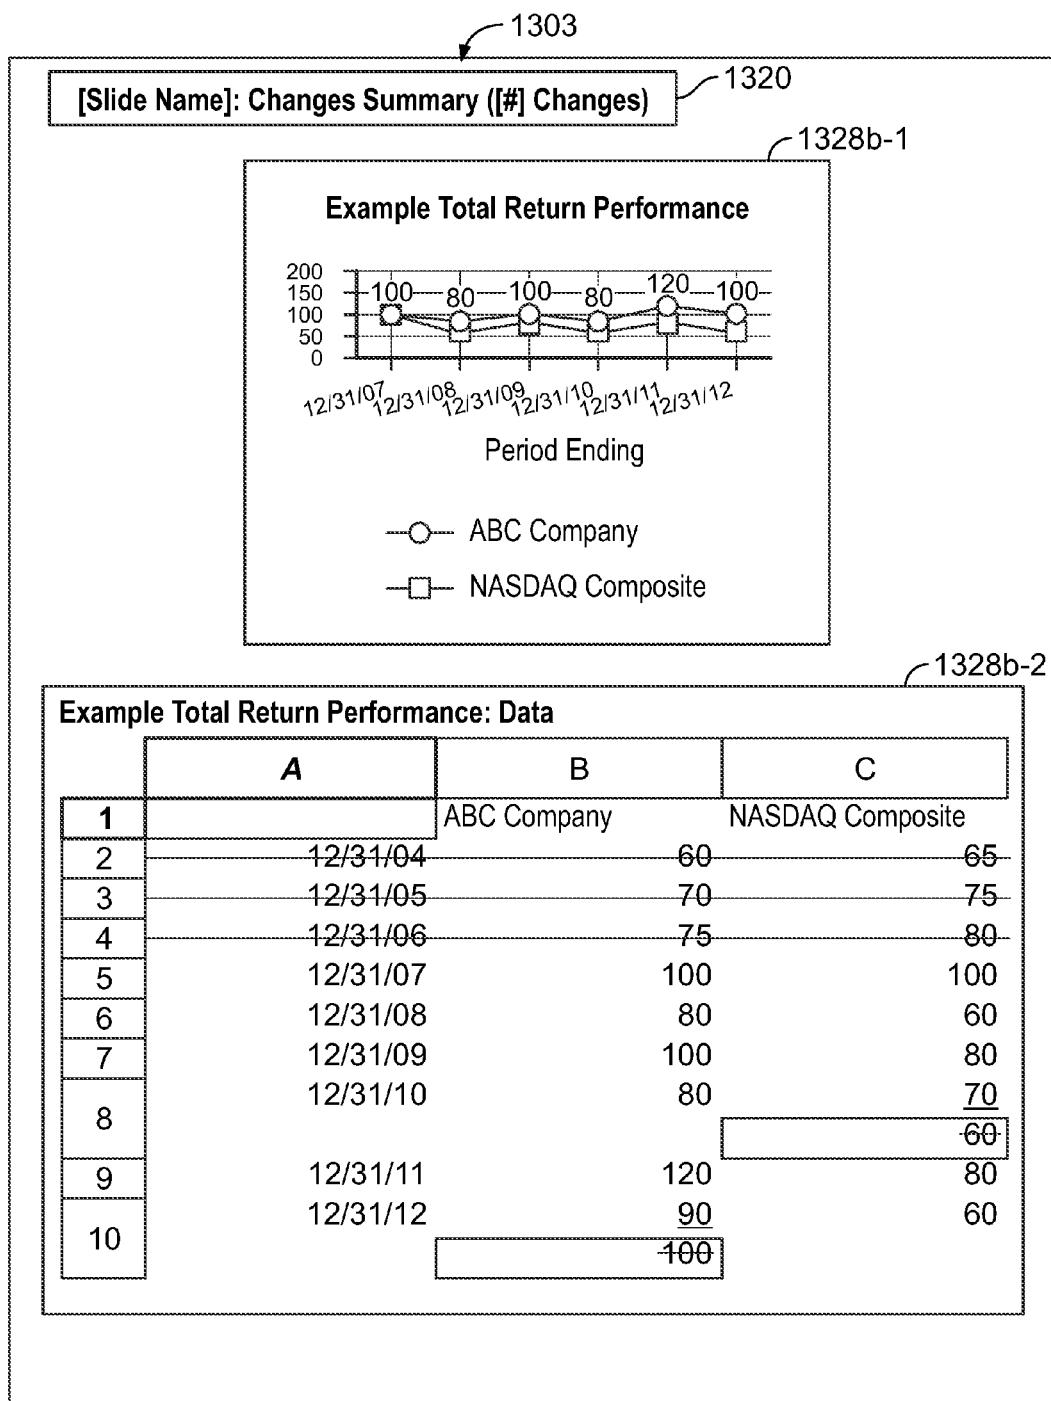 1303
[Slide Name]: Changes Summary ([#] Changes)
1320
1328b-1
Example Total Return Performance
200
150
100
50
0
100 80 100 80 120 100
12/31/07 12/31/08 12/31/09 12/31/10 12/31/11 12/31/12
Period Ending
ABC Company
NASDAQ Composite
1328b-2
Example Total Return Performance: Data
A B C
1 ABC Company NASDAQ Composite
2 12/31/04 60 65
3 12/31/05 70 75
4 12/31/06 75 80
5 12/31/07 100 100
6 12/31/08 80 60
7 12/31/09 100 80
8 12/31/10 80 70
60
9 12/31/11 120 80
10 12/31/12 90 60
100